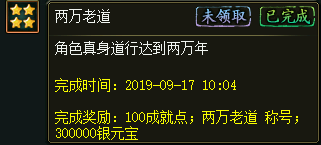 两万老道 未领取 已完成
角色真身道行达到两万年
完成时间：2019-09-17 10:04
完成奖励：100成就点；两万老道 称号；
300000银元宝